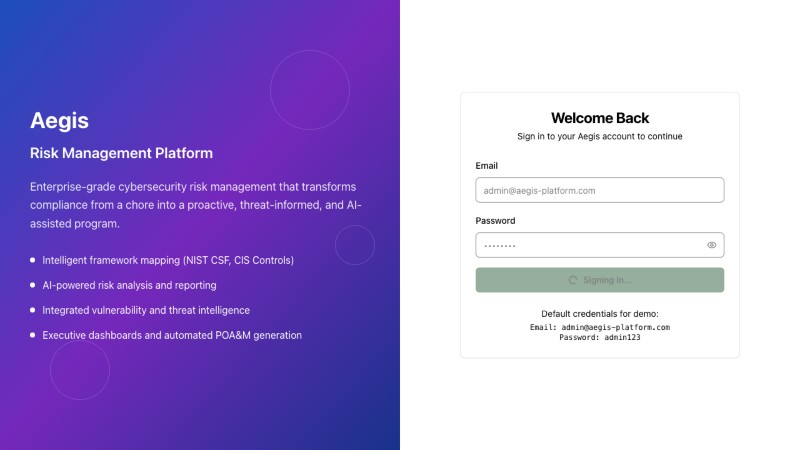 Aegis
Risk Management Platform
Enterprise-grade cybersecurity risk management that transforms
compliance from a chore into a proactive, threat-informed, and AI-
assisted program.
Intelligent framework mapping (NIST CSF, CIS Controls)
AI-powered risk analysis and reporting
Integrated vulnerability and threat intelligence
Executive dashboards and automated POA&M generation
Welcome Back
Sign in to your Aegis account to continue
Email
admin@aegis-platform.com
Password
Signing in...
Default credentials for demo:
Email: admin@aegis-platform.com
Password: admin123